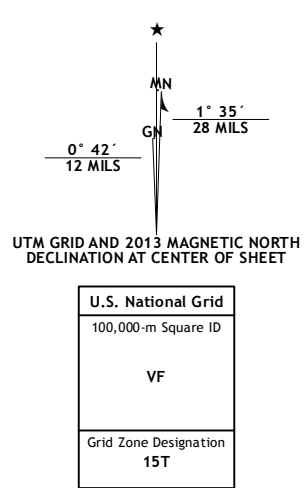 ★
MN
1° 35´
28 MILS
GN
0° 42´
12 MILS
UTM GRID AND 2013 MAGNETIC NORTH
DECLINATION AT CENTER OF SHEET
U.S. National Grid
100,000-m Square ID
VF
Grid Zone Designation
15T